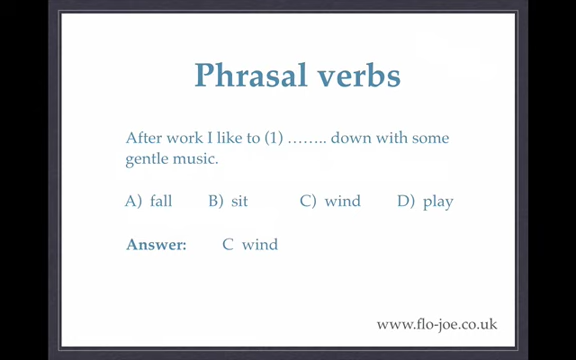 Phrasal verbs
After work I like to (1) …….. down with some
gentle music.
A) fall B) sit C) wind D) play
Answer: C wind
www.flo-joe.co.uk